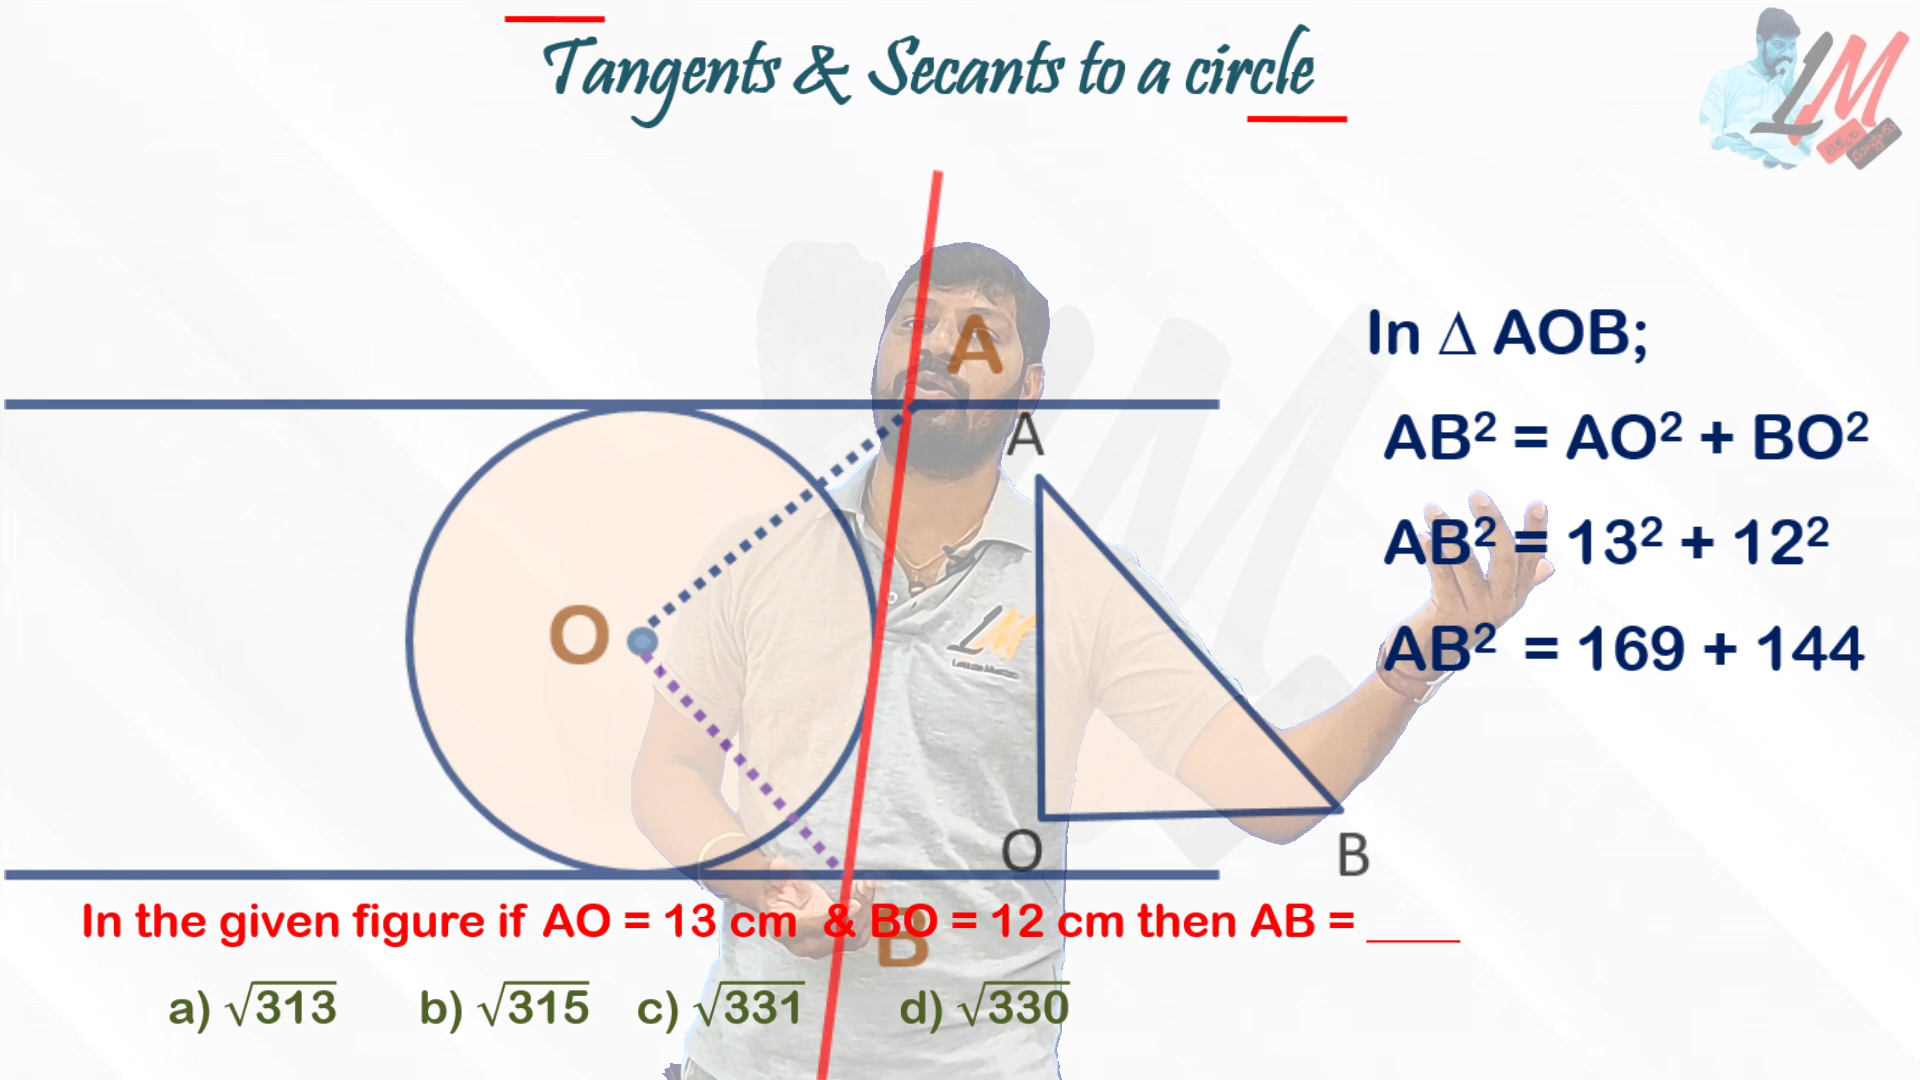 Tangents & Secants to a circle
LM
A
In ∆ AOB;
A
AB² = AO² + BO²
AB² = 13² + 12²
LM
O
AB² = 169 + 144
O
B
In the given figure if AO = 13 cm & BO = 12 cm then AB = ____
B
a) √313 b) √315 c) √331 d) √330